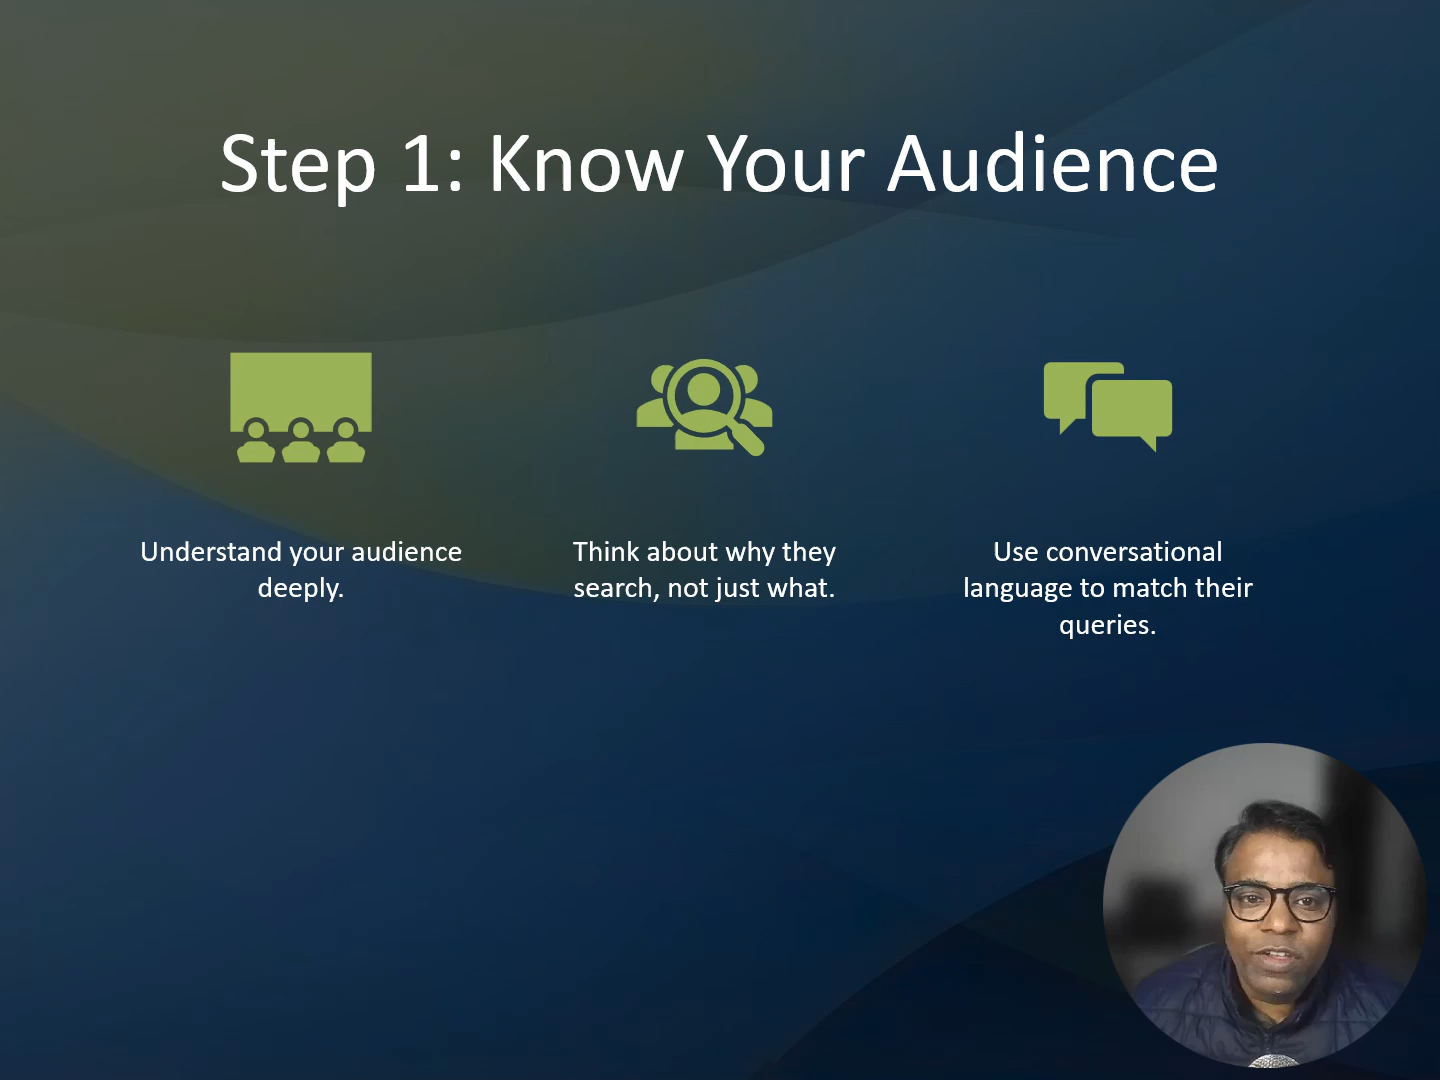 Step 1: Know Your Audience
Understand your audience
deeply.
Think about why they
search, not just what.
Use conversational
language to match their
queries.